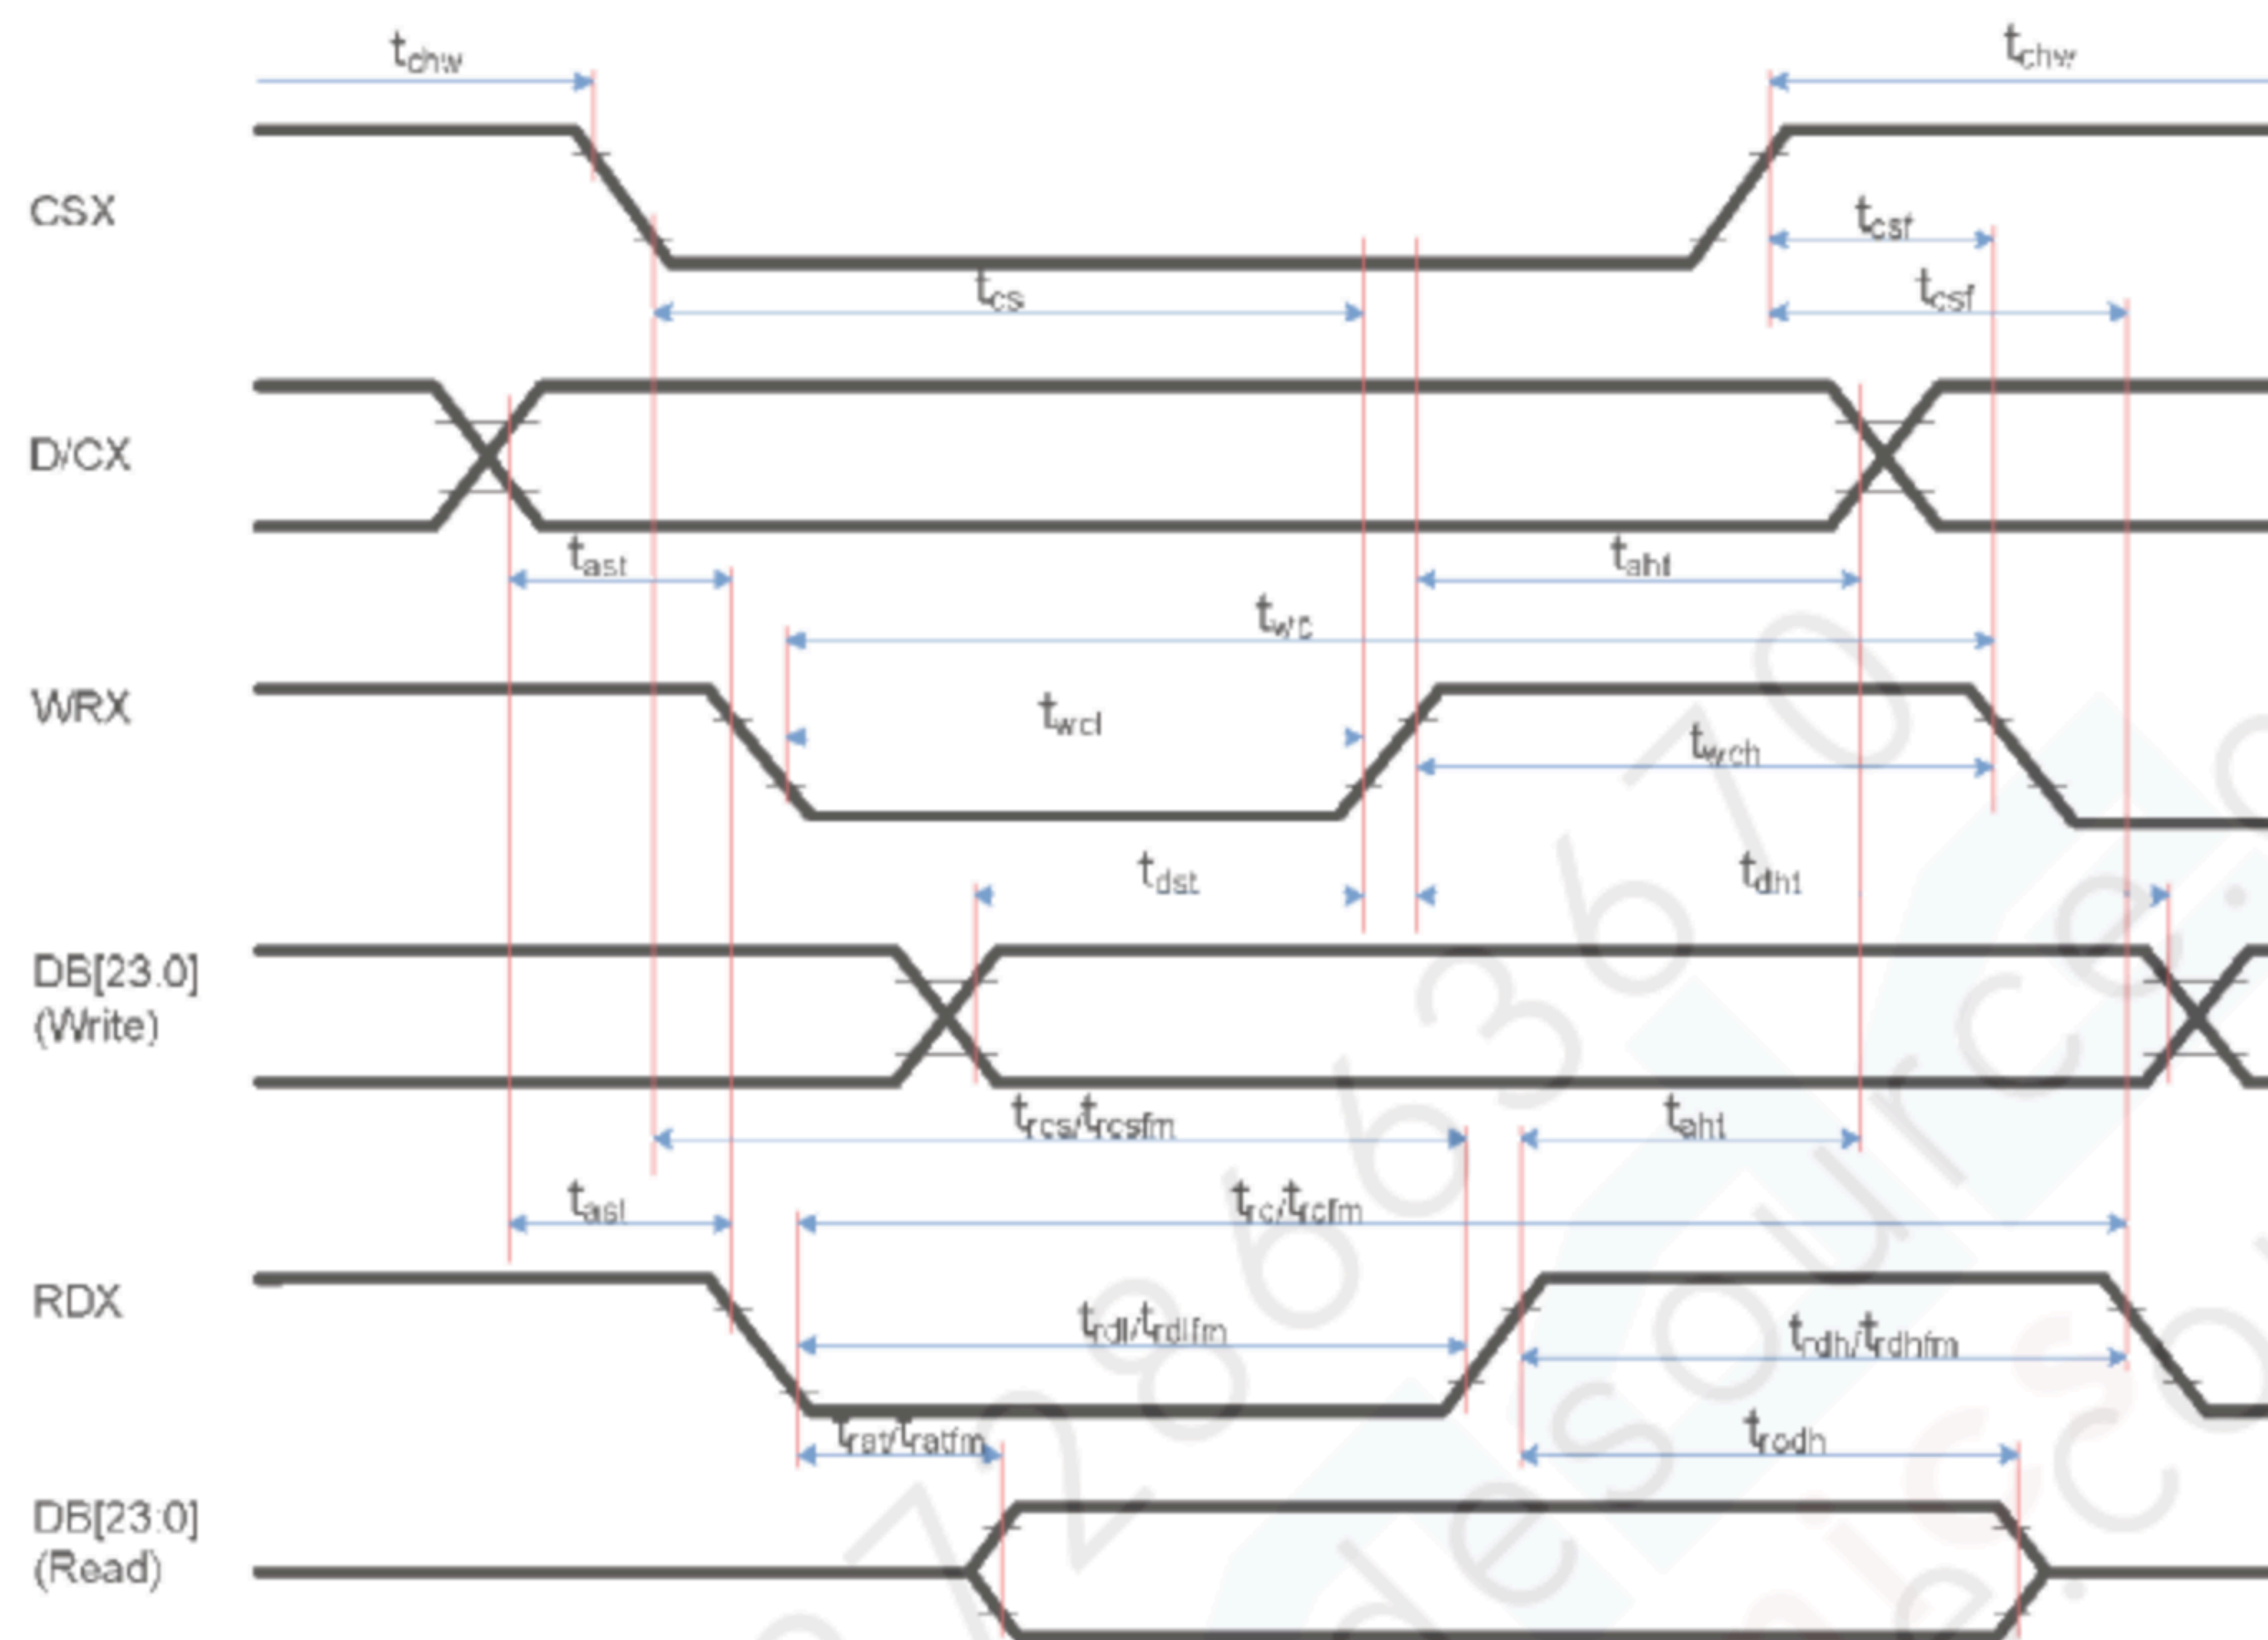 tchw tchw
CSX
tcsf
tcs tcsf
D/CX
tast taht
twc
WRX
twcl twch
tdst tdht
DB[23:0]
(Write)
trcs/trcsfm taht
tast trc/trcfm
RDX
trdl/trdlfm trdh/trdhfm
trat/tratfm trodh
DB[23:0]
(Read)